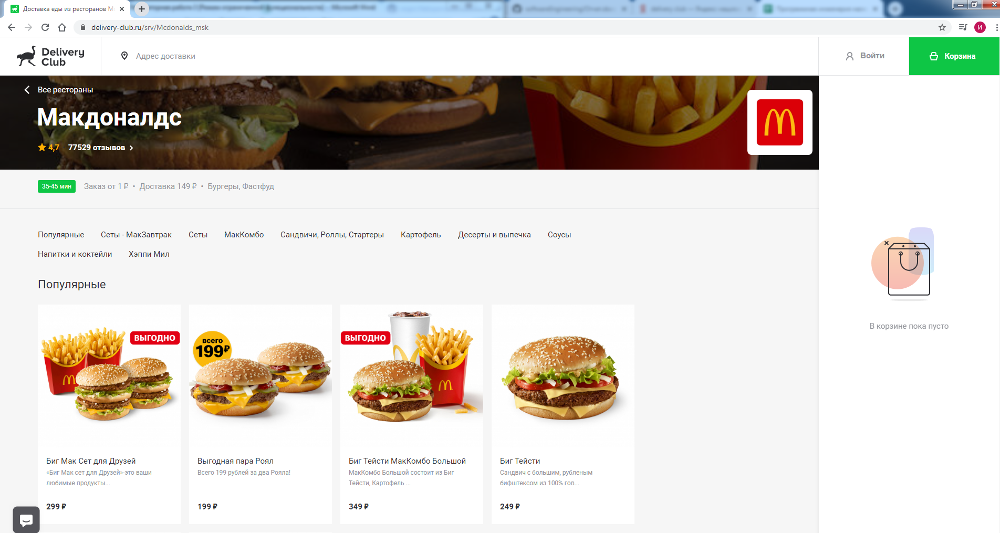 Доставка еды из ресторанов М
delivery-club.ru/srv/Mcdonalds_msk
И
Delivery
Club
Адрес доставки
Войти
Корзина
Все рестораны
Макдоналдс
4,7 77529 отзывов
35-45 мин Заказ от 1 ₽ • Доставка 149 ₽ • Бургеры, Фастфуд
Популярные Сеты - МакЗавтрак Сеты МакКомбо Сандвичи, Роллы, Стартеры Картофель Десерты и выпечка Соусы
Напитки и коктейли Хэппи Мил
Популярные
ВЫГОДНО
всего
199₽
ВЫГОДНО
В корзине пока пусто
Биг Мак Сет для Друзей
«Биг Мак сет для Друзей»-это ваши
любимые продукты...
299 ₽
Выгодная пара Роял
Всего 199 рублей за два Рояла!
199 ₽
Биг Тейсти МакКомбо Большой
МакКомбо Большой состоит из Биг
Тейсти, Картофель ...
349 ₽
Биг Тейсти
Сандвич с большим, рубленым
бифштексом из 100% гов...
249 ₽